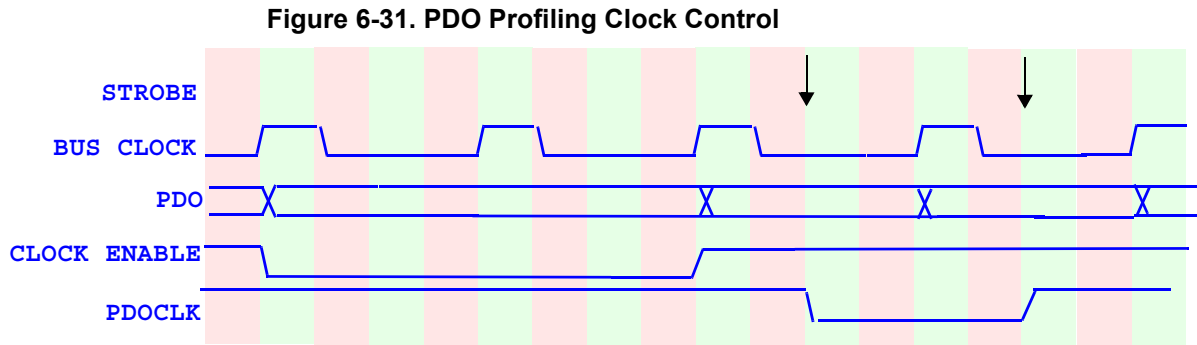 Figure 6-31. PDO Profiling Clock Control
STROBE
BUS CLOCK
PDO
CLOCK ENABLE
PDOCLK